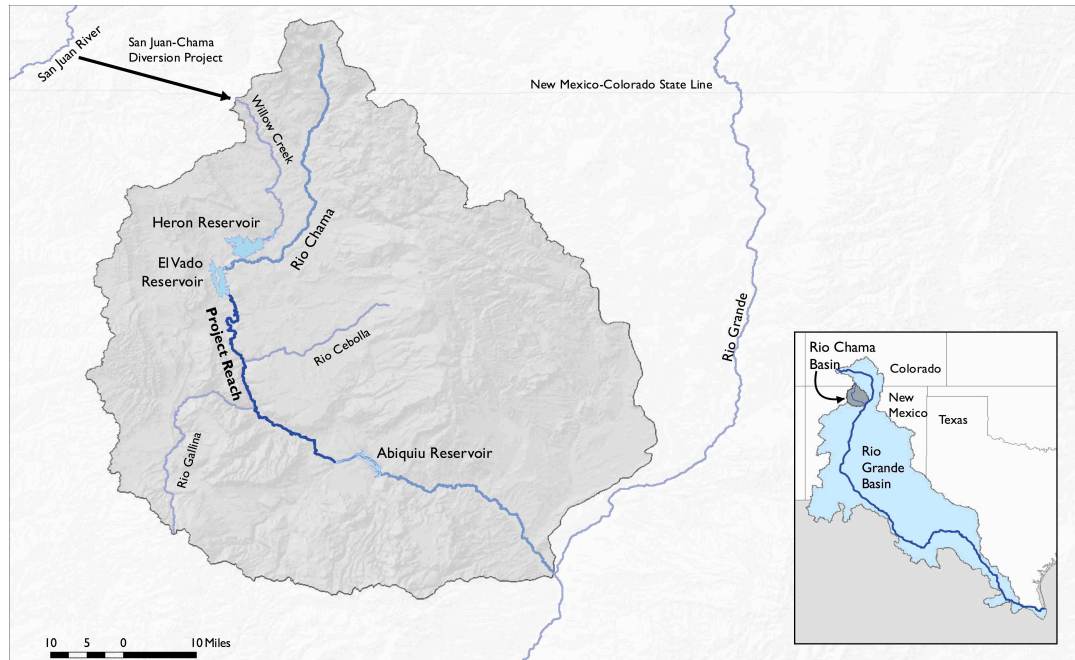 San Juan River
San Juan-Chama
Diversion Project
New Mexico-Colorado State Line
Willow Creek
Heron Reservoir
Rio Chama
El Vado
Reservoir
Project Reach
Rio Cebolla
Rio Grande
Rio Gallina
Abiquiu Reservoir
Rio Chama
Basin
Colorado
New
Mexico
Texas
Rio
Grande
Basin
10 5 0 10 Miles